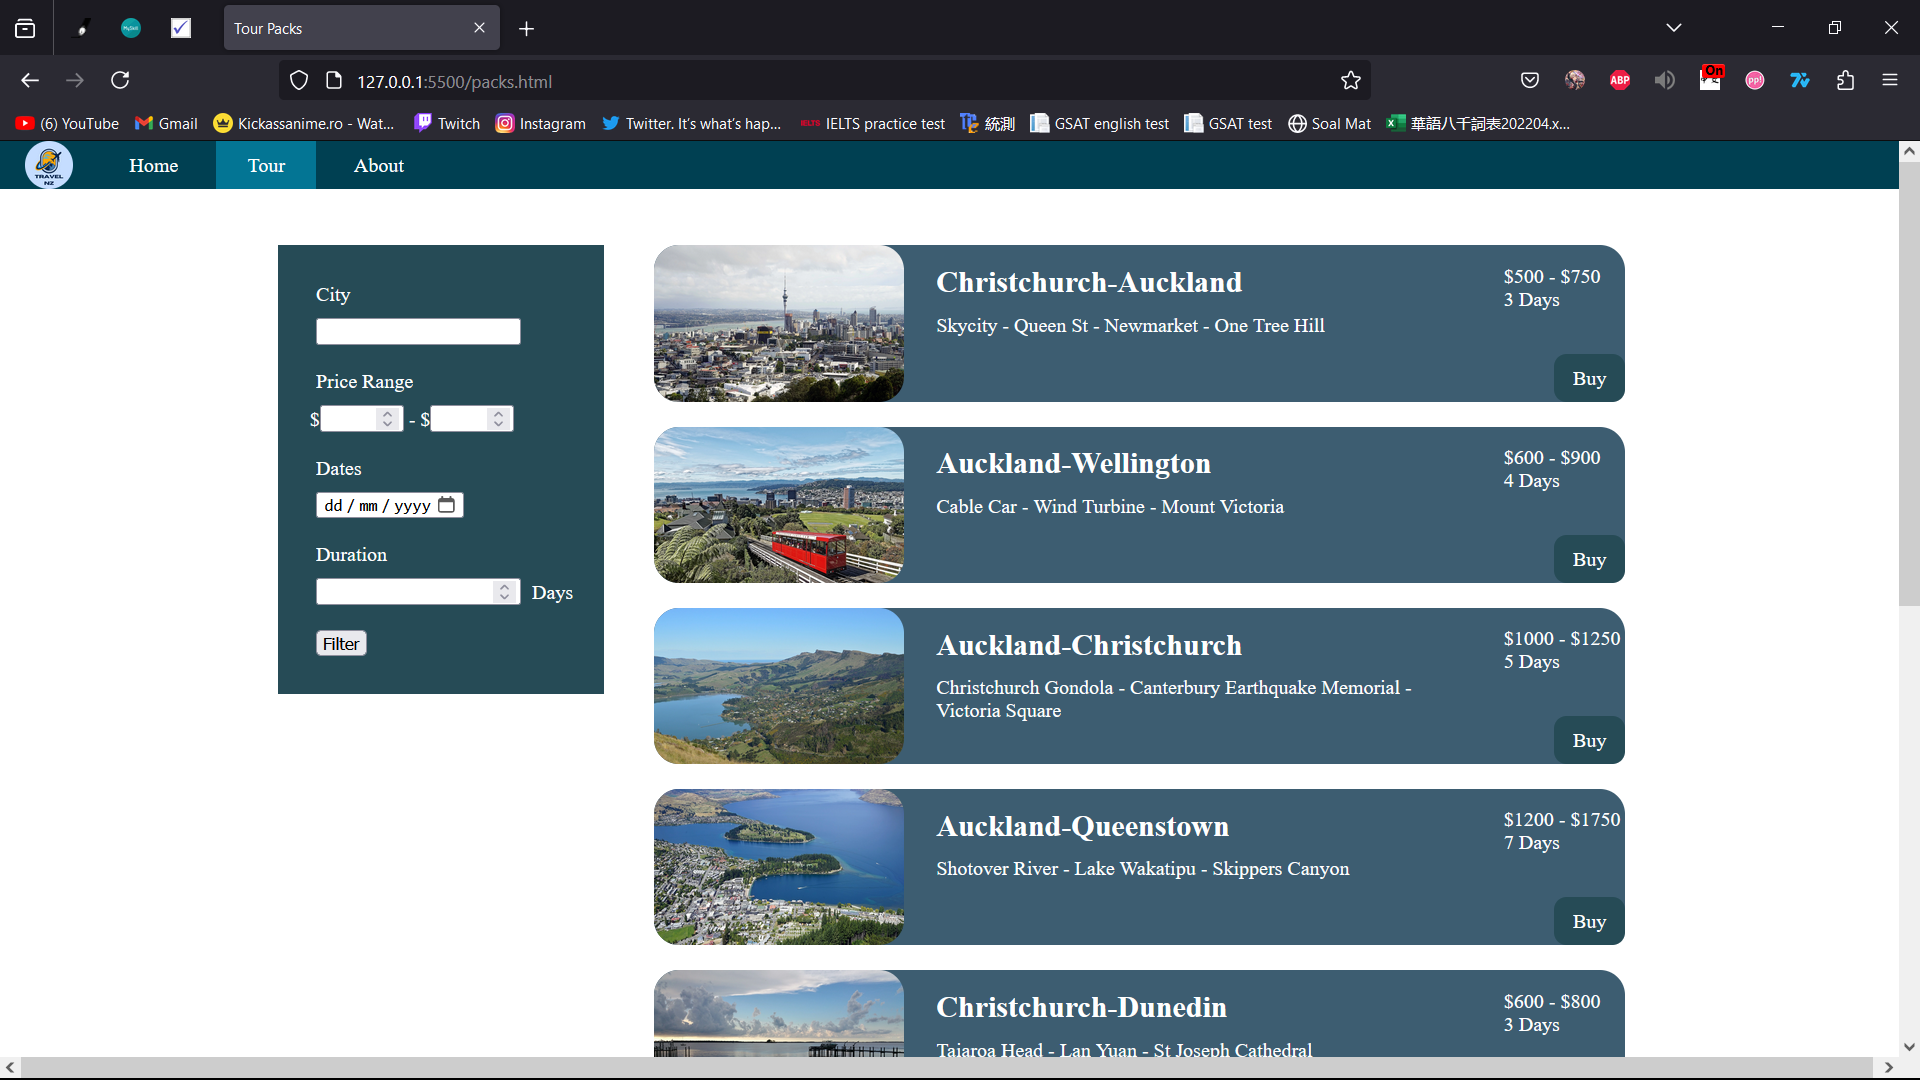 Tour Packs
127.0.0.1:5500/packs.html
ABP
On
pp!
(6) YouTube
Gmail
Kickassanime.ro - Wat...
Twitch
Instagram
Twitter. It's what's hap...
IELTS
IELTS practice test
統測
GSAT english test
GSAT test
Soal Mat
華語八千詞表202204.x...
TRAVEL
NZ
Home
Tour
About
City
Price Range
$ - $
Dates
dd / mm / yyyy
Duration
Days
Filter
Christchurch-Auckland
Skycity - Queen St - Newmarket - One Tree Hill
$500 - $750
3 Days
Buy
Auckland-Wellington
Cable Car - Wind Turbine - Mount Victoria
$600 - $900
4 Days
Buy
Auckland-Christchurch
Christchurch Gondola - Canterbury Earthquake Memorial -
Victoria Square
$1000 - $1250
5 Days
Buy
Auckland-Queenstown
Shotover River - Lake Wakatipu - Skippers Canyon
$1200 - $1750
7 Days
Buy
Christchurch-Dunedin
Taiaroa Head - Lan Yuan - St Joseph Cathedral
$600 - $800
3 Days